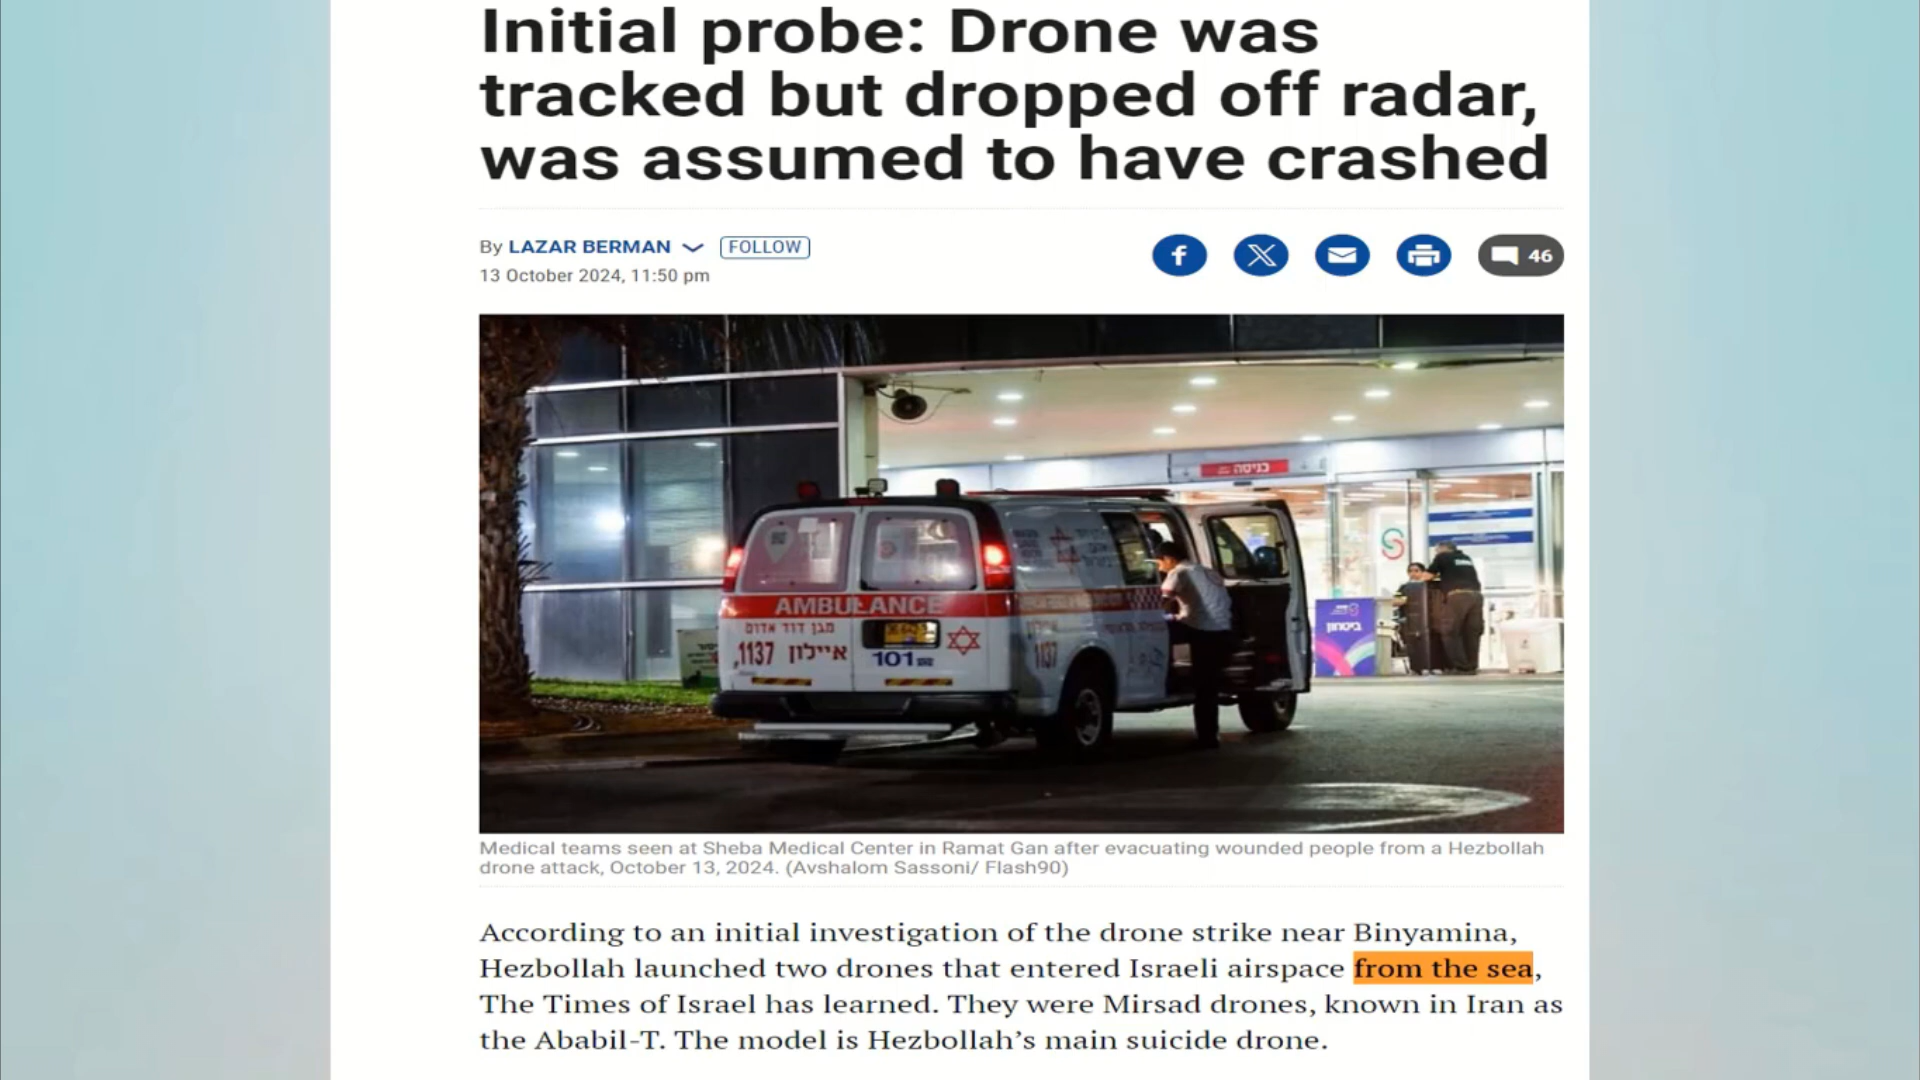 Initial probe: Drone was
tracked but dropped off radar,
was assumed to have crashed
By LAZAR BERMAN FOLLOW
13 October 2024, 11:50 pm
46
כניסה
AMBULANCE
מגן דוד אדום
1137 איילון
101
1137
ביטחון
Medical teams seen at Sheba Medical Center in Ramat Gan after evacuating wounded people from a Hezbollah
drone attack, October 13, 2024. (Avshalom Sassoni/ Flash90)
According to an initial investigation of the drone strike near Binyamina,
Hezbollah launched two drones that entered Israeli airspace from the sea,
The Times of Israel has learned. They were Mirsad drones, known in Iran as
the Ababil-T. The model is Hezbollah’s main suicide drone.